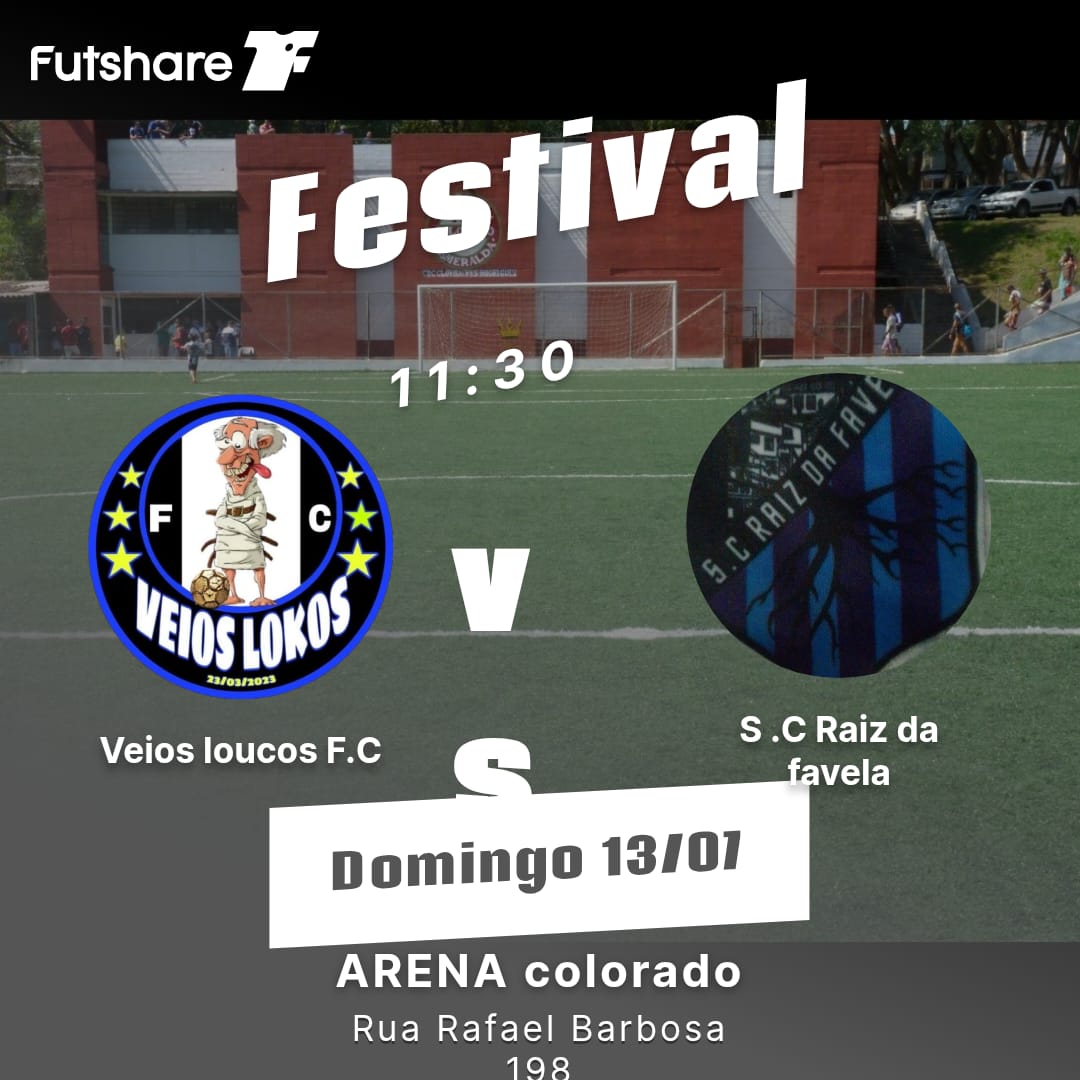 Futshare
Festival
11:30
F C
VEIOS LOKOS
23/03/2023
S.C RAIZ DA FAVE
V
S
Veios loucos F.C
S .C Raiz da
favela
Domingo 13/07
ARENA colorado
Rua Rafael Barbosa
198